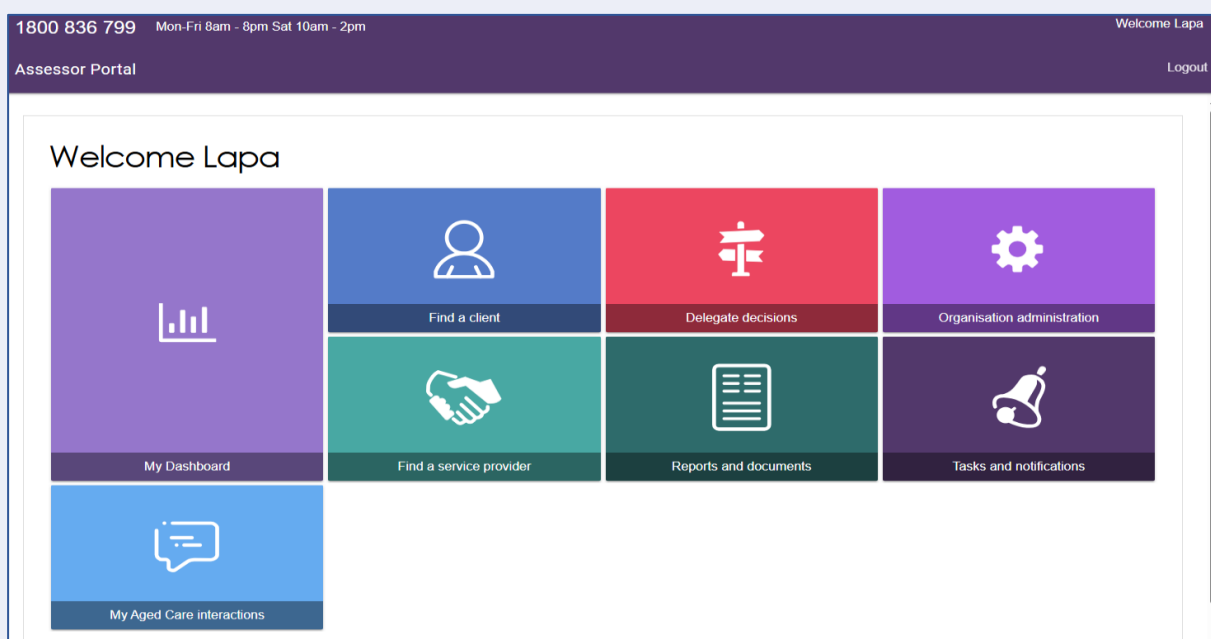 1800 836 799 Mon-Fri 8am - 8pm Sat 10am - 2pm Welcome Lapa
Assessor Portal Logout
Welcome Lapa
Find a client Delegate decisions Organisation administration
My Dashboard Find a service provider Reports and documents Tasks and notifications
My Aged Care interactions